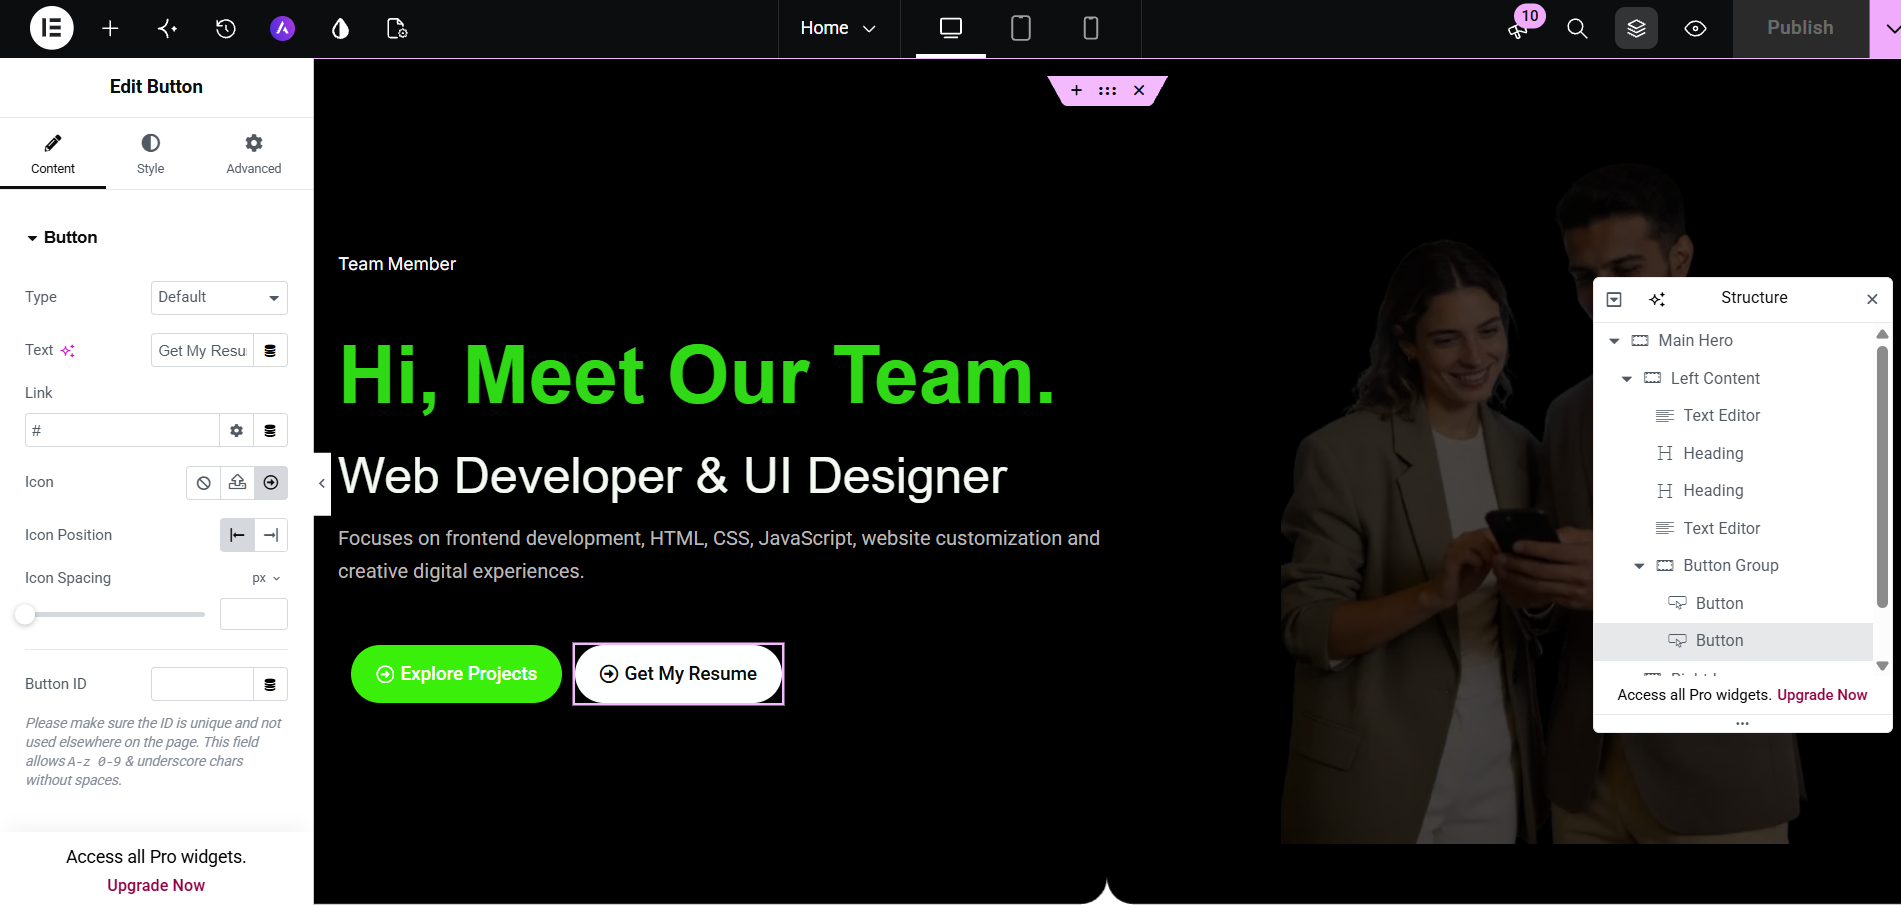 Home
10
Publish
Edit Button
Content
Style
Advanced
Button
Type
Default
Text
Get My Resu
Link
#
Icon
Icon Position
Icon Spacing
px
Button ID
Please make sure the ID is unique and not
used elsewhere on the page. This field
allows A-z 0-9 & underscore chars
without spaces.
Access all Pro widgets.
Upgrade Now
Team Member
Hi, Meet Our Team.
Web Developer & UI Designer
Focuses on frontend development, HTML, CSS, JavaScript, website customization and
creative digital experiences.
Explore Projects
Get My Resume
Structure
Main Hero
Left Content
Text Editor
Heading
Heading
Text Editor
Button Group
Button
Button
Access all Pro widgets. Upgrade Now